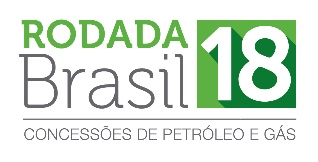 RODADA
Brasil 18
CONCESSÕES DE PETRÓLEO E GÁS